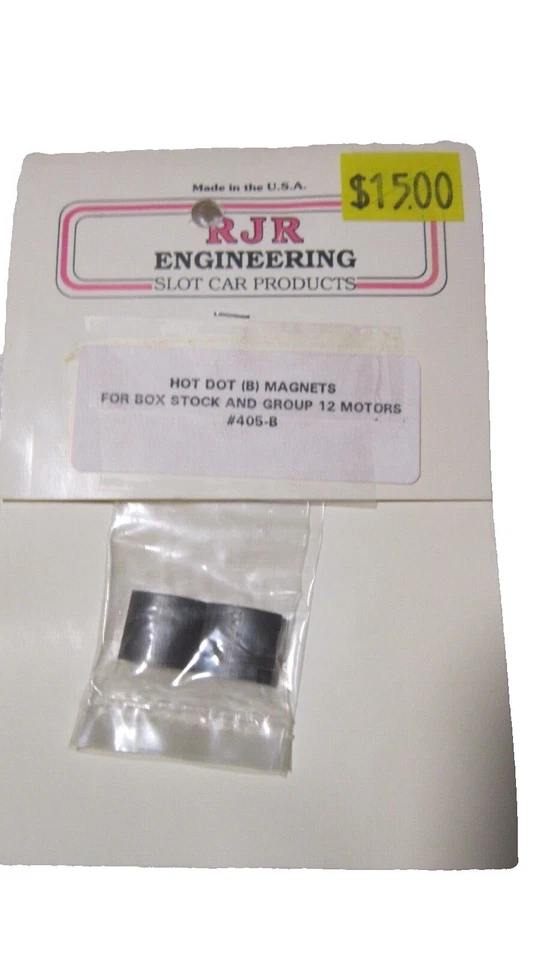 Made in the U.S.A.
$15.00
RJR
ENGINEERING
SLOT CAR PRODUCTS
HOT DOT (B) MAGNETS
FOR BOX STOCK AND GROUP 12 MOTORS
#405-B